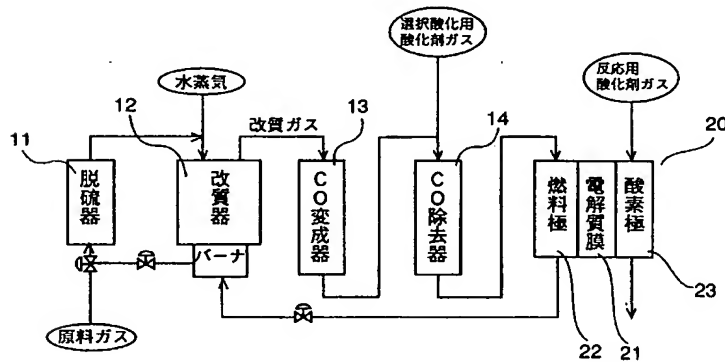 選択酸化用
酸化剤ガス
反応用
酸化剤ガス
水蒸気
11
12
改質ガス
13
14
20
脱硫器
改質器
バーナ
CO変成器
CO除去器
燃料極
電解質膜
酸素極
原料ガス
22
21
23